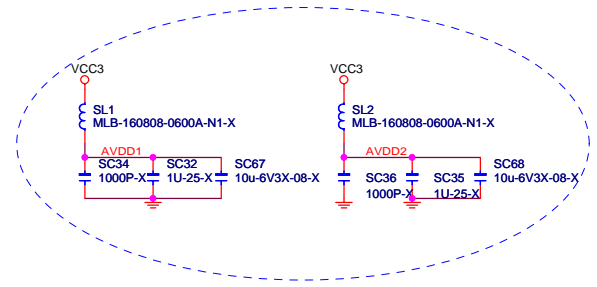 VCC3
SL1
MLB-160808-0600A-N1-X
AVDD1
SC34
1000P-X
SC32
1U-25-X
SC67
10u-6V3X-08-X
VCC3
SL2
MLB-160808-0600A-N1-X
AVDD2
SC36
1000P-X
SC35
1U-25-X
SC68
10u-6V3X-08-X